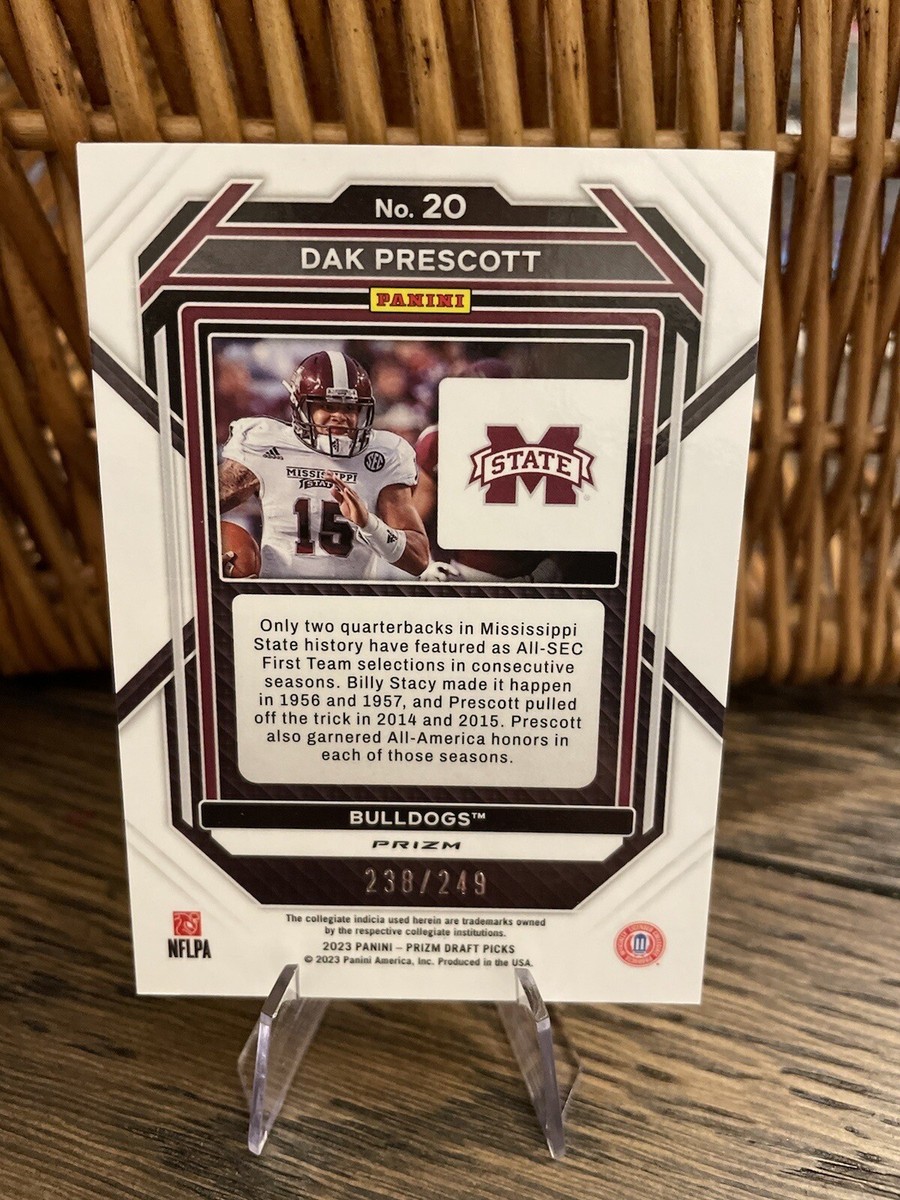 No. 20
DAK PRESCOTT
PANINI
SEC
MISSISSIPPI
STATE
15
STATE
Only two quarterbacks in Mississippi
State history have featured as All-SEC
First Team selections in consecutive
seasons. Billy Stacy made it happen
in 1956 and 1957, and Prescott pulled
off the trick in 2014 and 2015. Prescott
also garnered All-America honors in
each of those seasons.
BULLDOGS™
PRIZM
238/249
The collegiate indicia used herein are trademarks owned
by the respective collegiate institutions.
2023 PANINI – PRIZM DRAFT PICKS
© 2023 Panini America, Inc. Produced in the USA.
NFLPA